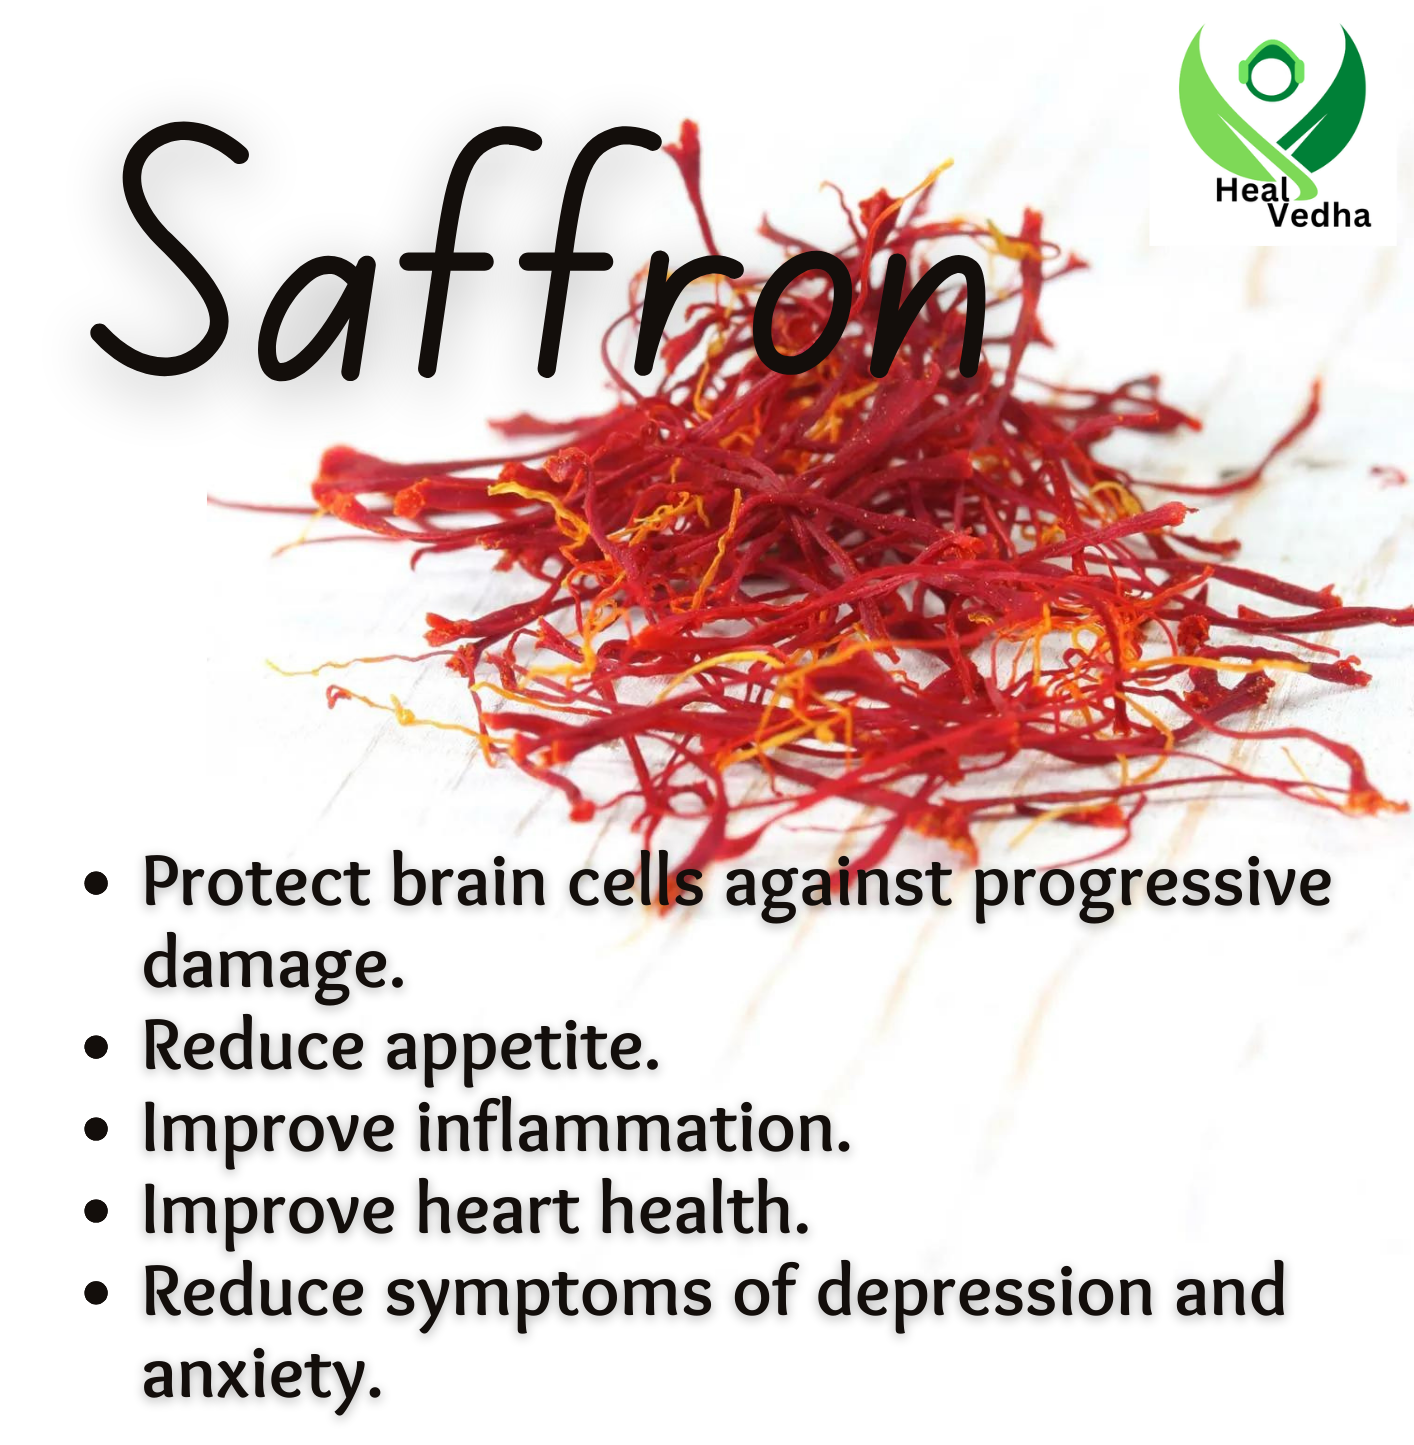 Heal
Vedha
Saffron
• Protect brain cells against progressive
damage.
• Reduce appetite.
• Improve inflammation.
• Improve heart health.
• Reduce symptoms of depression and
anxiety.